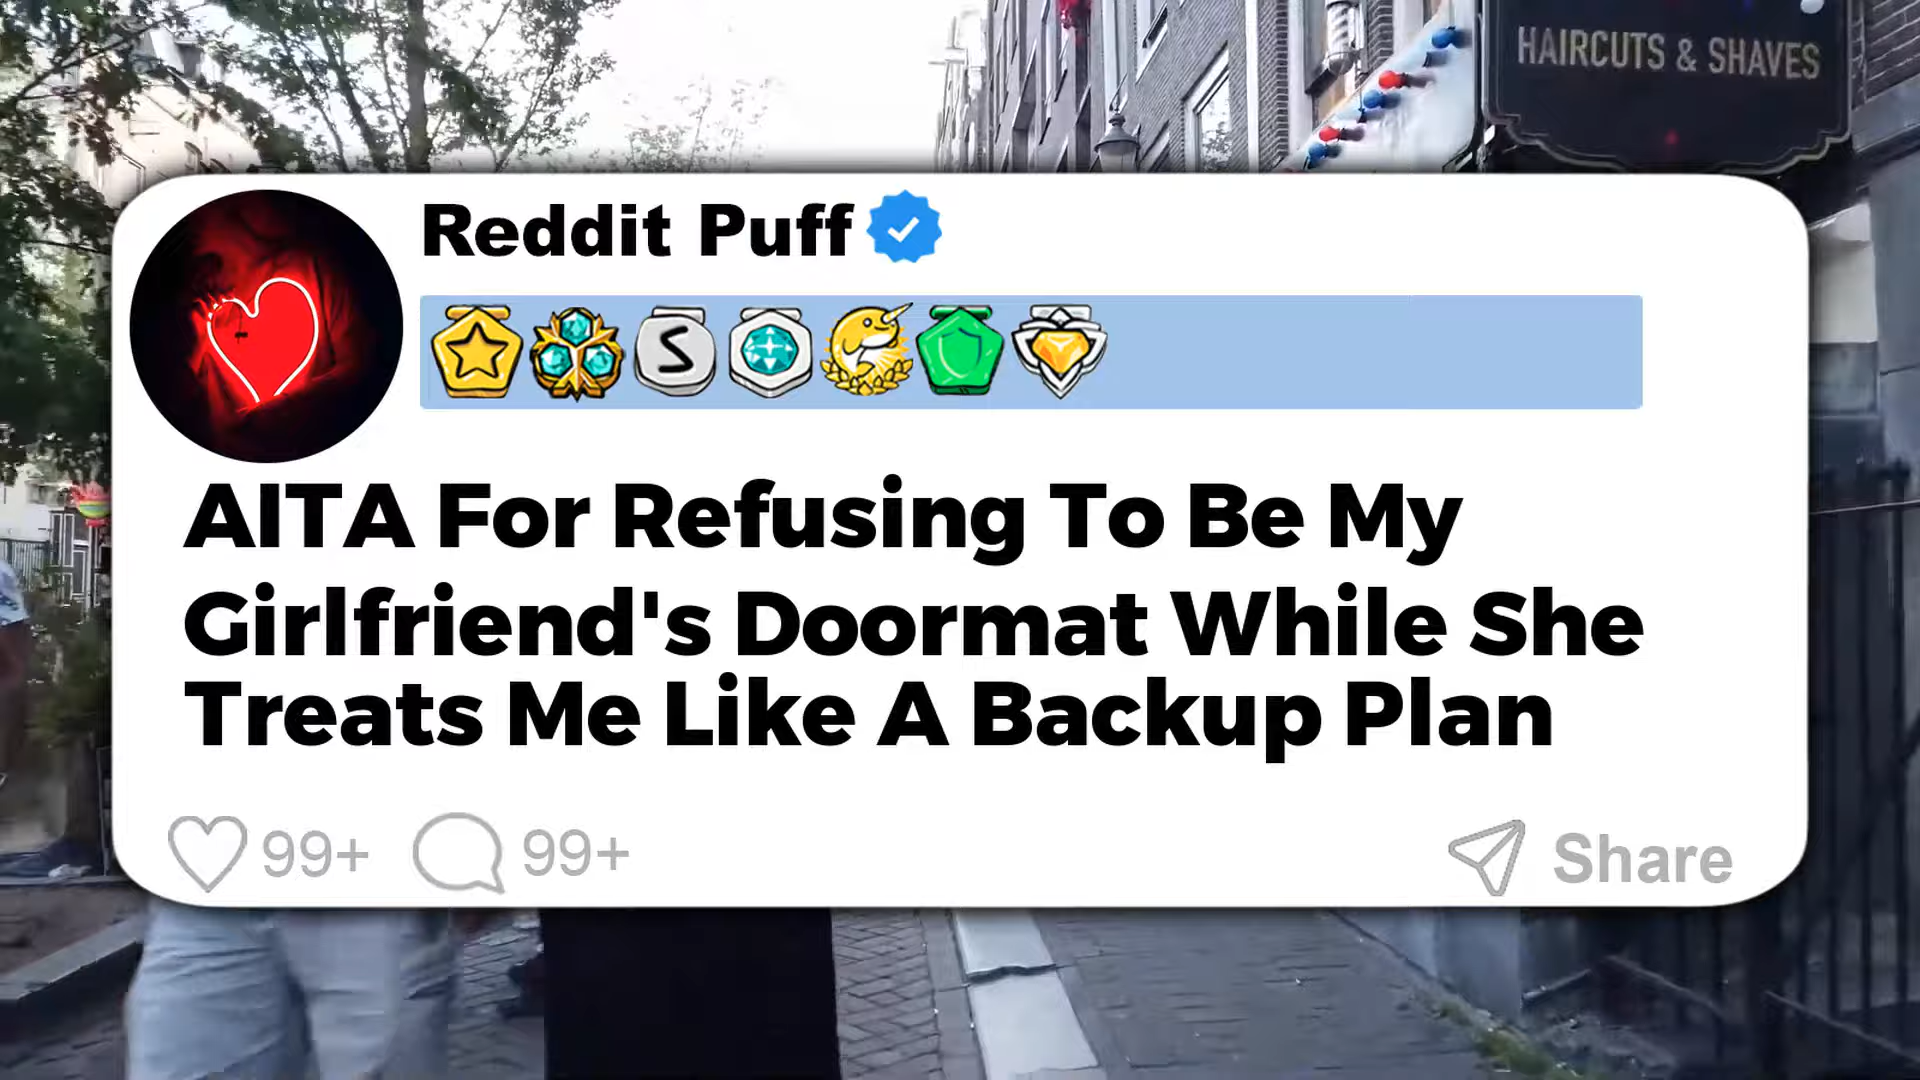 HAIRCUTS & SHAVES
Reddit Puff
S
AITA For Refusing To Be My
Girlfriend's Doormat While She
Treats Me Like A Backup Plan
99+ 99+ Share